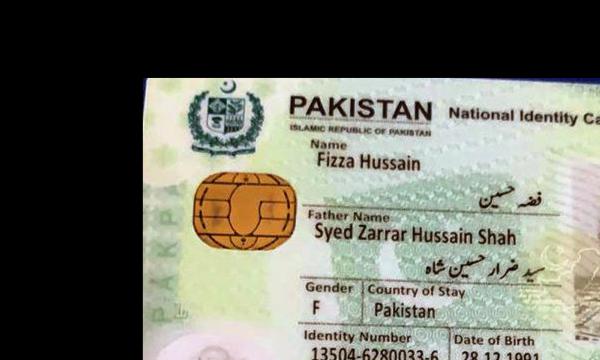 PAKISTAN National Identity Ca
ISLAMIC REPUBLIC OF PAKISTAN
Name
Fizza Hussain
فضہ حسین
Father Name
Syed Zarrar Hussain Shah
سید ضرار حسین شاہ
Gender Country of Stay
F Pakistan
Identity Number Date of Birth
13504-6280033-6 28.12.1993
PAKPA